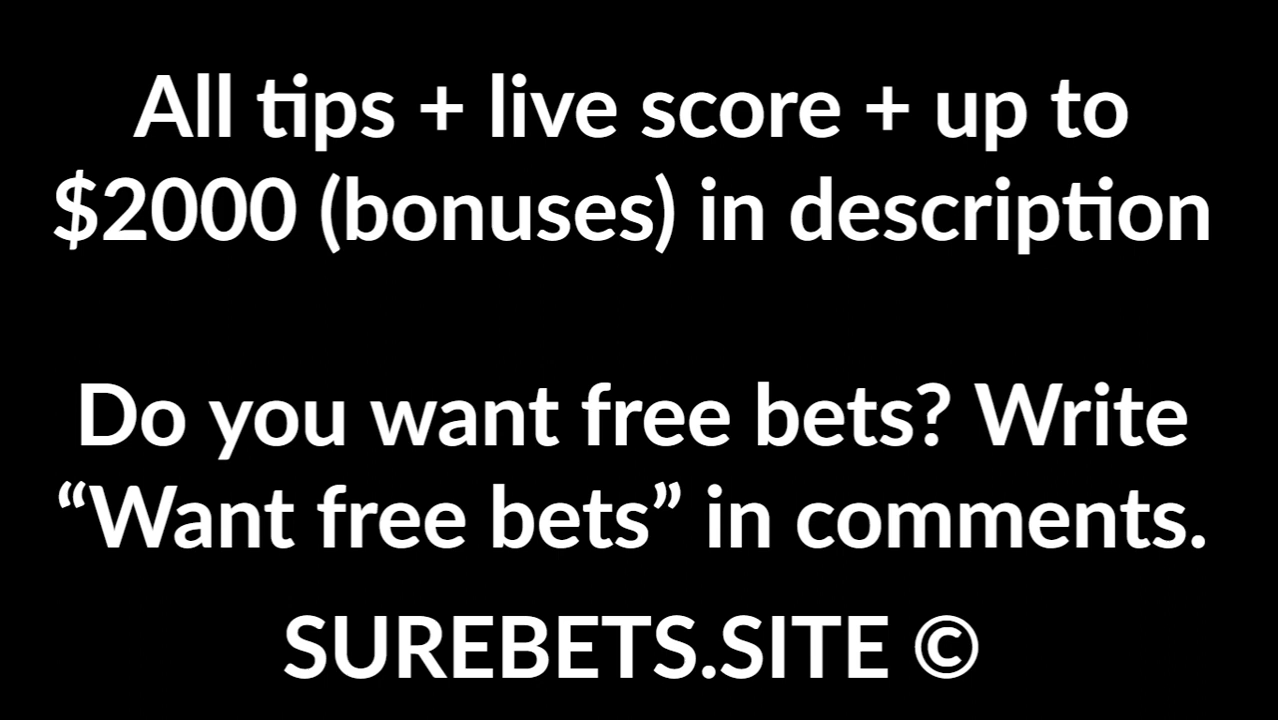 All tips + live score + up to
$2000 (bonuses) in description
Do you want free bets? Write
“Want free bets” in comments.
SUREBETS.SITE ©